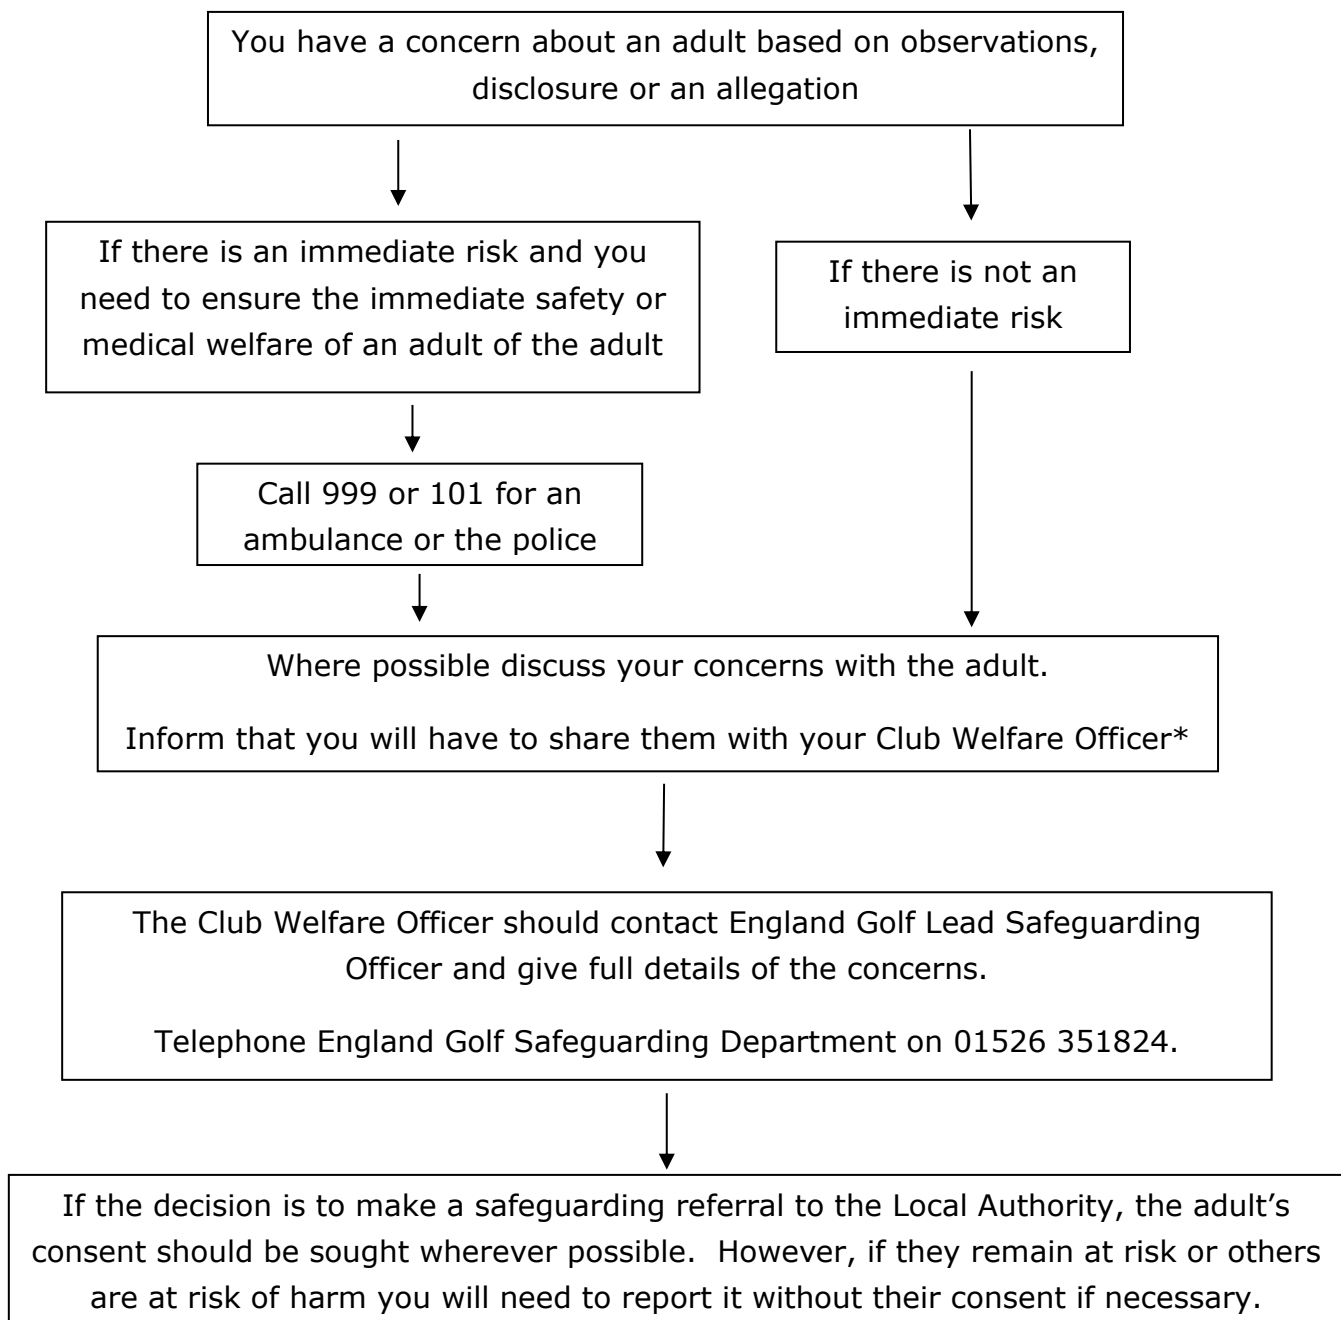 You have a concern about an adult based on observations,
disclosure or an allegation
If there is an immediate risk and you
need to ensure the immediate safety or
medical welfare of an adult of the adult
If there is not an
immediate risk
Call 999 or 101 for an
ambulance or the police
Where possible discuss your concerns with the adult.
Inform that you will have to share them with your Club Welfare Officer*
The Club Welfare Officer should contact England Golf Lead Safeguarding
Officer and give full details of the concerns.
Telephone England Golf Safeguarding Department on 01526 351824.
If the decision is to make a safeguarding referral to the Local Authority, the adult’s
consent should be sought wherever possible.  However, if they remain at risk or others
are at risk of harm you will need to report it without their consent if necessary.